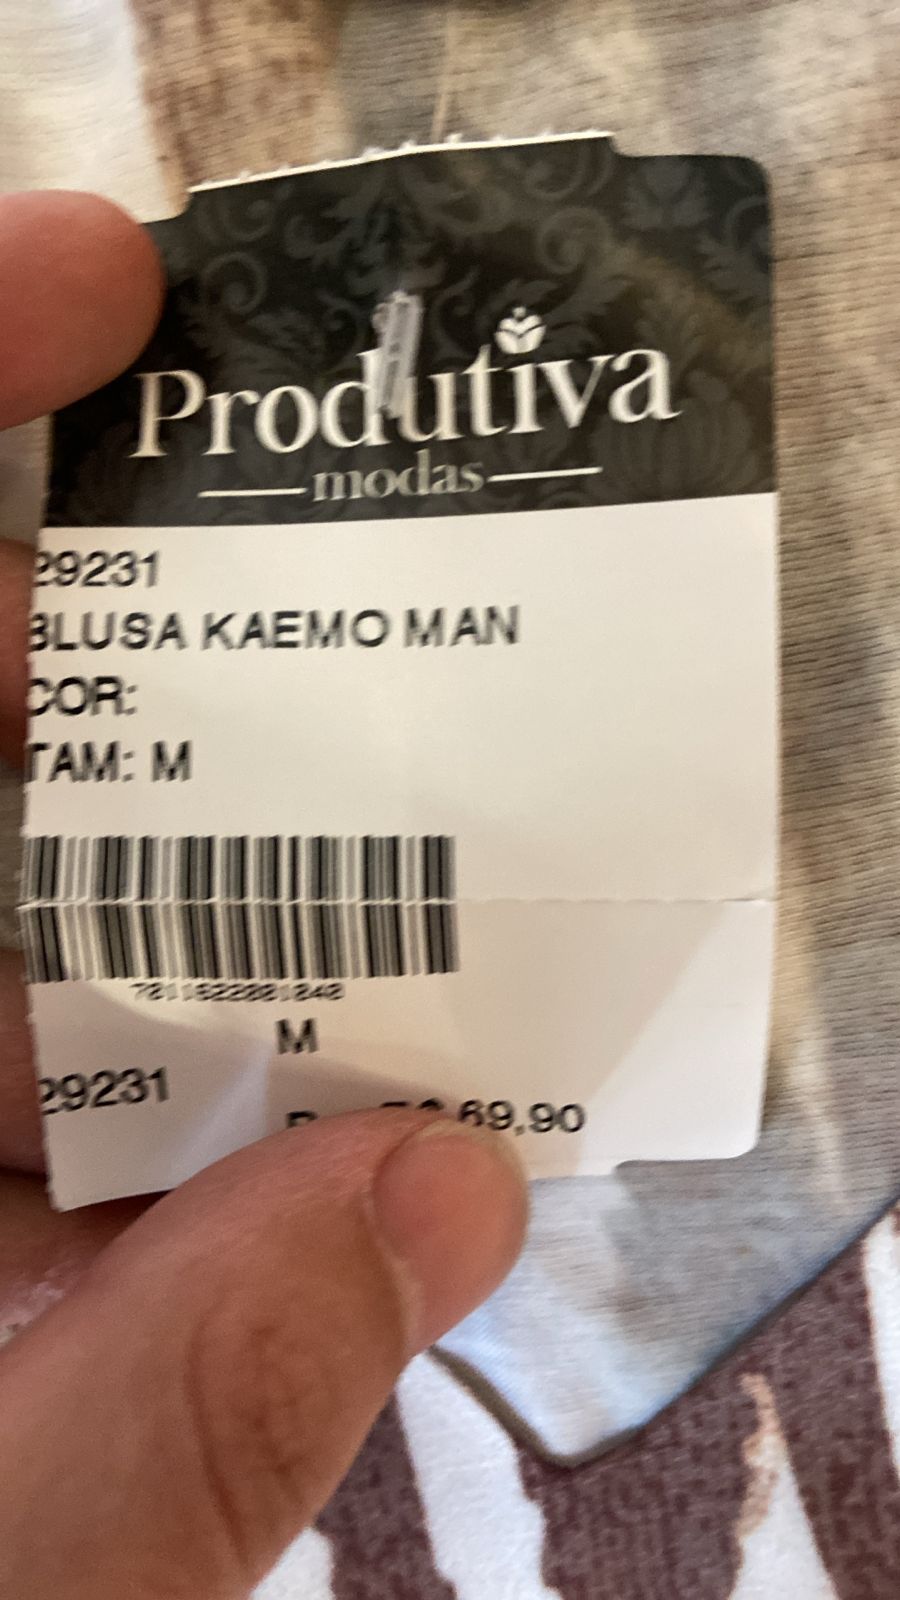 Produtiva
modas
29231
BLUSA KAEMO MAN
COR:
TAM: M
M
29231
69,90